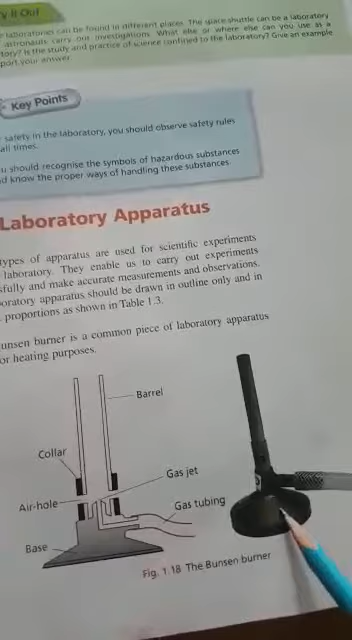 y It Out
laboratories can be found in different places. The space shuttle can be a laboratory
astronauts carry out investigations. What else or where else can you use as a
tory? Is the study and practice of science confined to the laboratory? Give an example
port your answer.
Key Points
safety in the laboratory, you should observe safety rules
all times.
u should recognise the symbols of hazardous substances
d know the proper ways of handling these substances.
Laboratory Apparatus
types of apparatus are used for scientific experiments
laboratory. They enable us to carry out experiments
sfully and make accurate measurements and observations.
oratory apparatus should be drawn in outline only and in
proportions as shown in Table 1.3.
unsen burner is a common piece of laboratory apparatus
or heating purposes.
Barrel
Collar
Gas jet
Air-hole
Gas tubing
Base
Fig. 1.18 The Bunsen burner